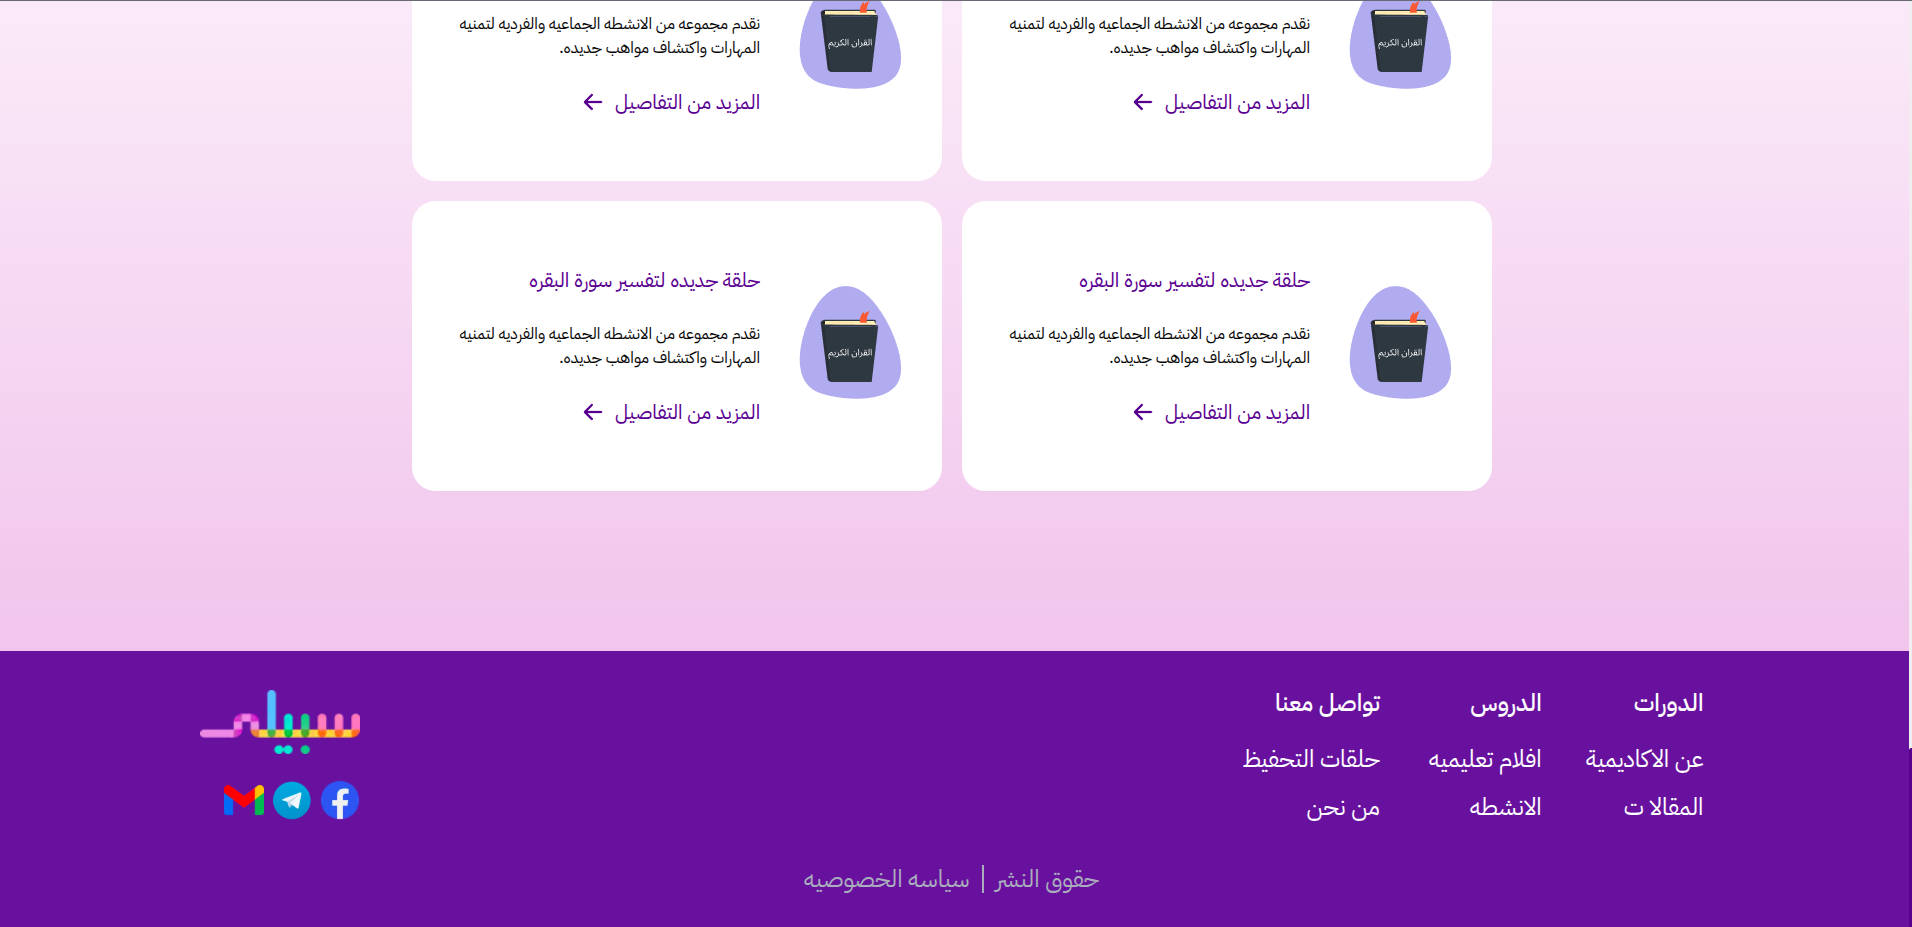 نقدم مجموعه من الانشطه الجماعيه والفرديه لتمنيه
المهارات واكتشاف مواهب جديده.
المزيد من التفاصيل
القران الكريم
نقدم مجموعه من الانشطه الجماعيه والفرديه لتمنيه
المهارات واكتشاف مواهب جديده.
المزيد من التفاصيل
القران الكريم
حلقة جديده لتفسير سورة البقره
نقدم مجموعه من الانشطه الجماعيه والفرديه لتمنيه
المهارات واكتشاف مواهب جديده.
المزيد من التفاصيل
القران الكريم
حلقة جديده لتفسير سورة البقره
نقدم مجموعه من الانشطه الجماعيه والفرديه لتمنيه
المهارات واكتشاف مواهب جديده.
المزيد من التفاصيل
القران الكريم
الدورات
عن الاكاديمية
المقالا ت
الدروس
افلام تعليميه
الانشطه
تواصل معنا
حلقات التحفيظ
من نحن
حقوق النشر | سياسه الخصوصيه